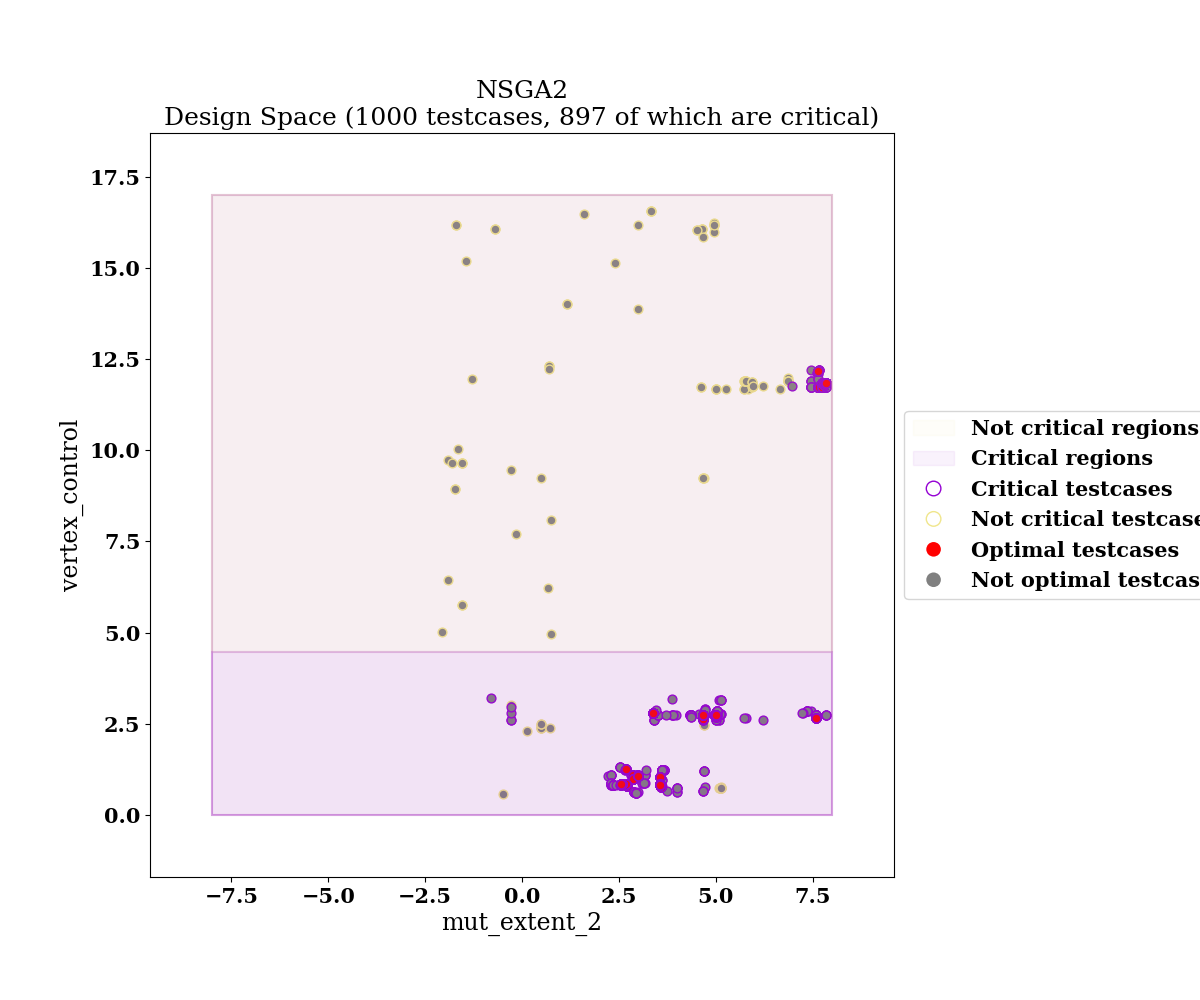 NSGA2
Design Space (1000 testcases, 897 of which are critical)
17.5
15.0
12.5
10.0
7.5
5.0
2.5
0.0
vertex_control
−7.5
−5.0
−2.5
0.0
2.5
5.0
7.5
mut_extent_2
Not critical regions
Critical regions
Critical testcases
Not critical testcase
Optimal testcases
Not optimal testcas